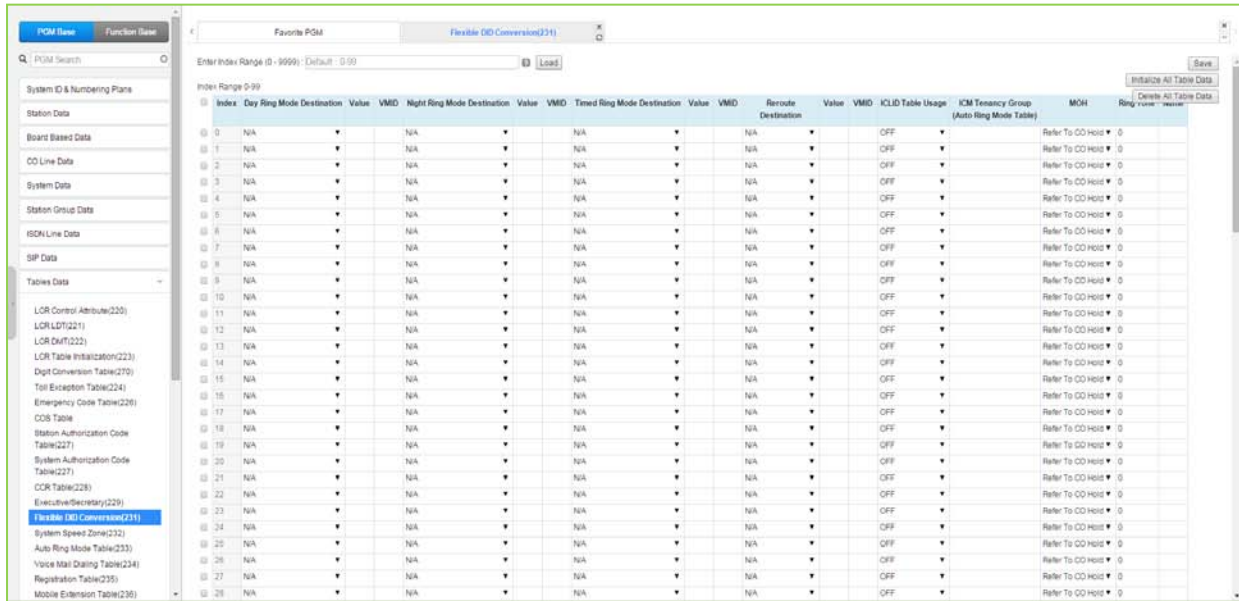 PGM Base Function Base
PGM Search
System ID & Numbering Plans
Station Data
Board Based Data
CO Line Data
System Data
Station Group Data
ISDN Line Data
SIP Data
Tables Data
LCR Control Attribute(220)
LCR LDT(221)
LCR DMT(222)
LCR Table Initialization(223)
Digit Conversion Table(270)
Toll Exception Table(224)
Emergency Code Table(226)
COS Table
Station Authorization Code
Table(227)
System Authorization Code
Table(227)
CCR Table(228)
Executive/Secretary(229)
Flexible DID Conversion(231)
System Speed Zone(232)
Auto Ring Mode Table(233)
Voice Mail Dialing Table(234)
Registration Table(235)
Mobile Extension Table(236)
Favorite PGM Flexible DID Conversion(231)
Enter Index Range (0 - 9999) : Default : 0-99 Load
Save
Initialize All Table Data
Delete All Table Data
Index Range 0-99
Index Day Ring Mode Destination Value VMID Night Ring Mode Destination Value VMID Timed Ring Mode Destination Value VMID Reroute Destination Value VMID ICLID Table Usage ICM Tenancy Group (Auto Ring Mode Table) MOH Ring Tone Name
0 N/A N/A N/A N/A OFF Refer To CO Hold 0
1 N/A N/A N/A N/A OFF Refer To CO Hold 0
2 N/A N/A N/A N/A OFF Refer To CO Hold 0
3 N/A N/A N/A N/A OFF Refer To CO Hold 0
4 N/A N/A N/A N/A OFF Refer To CO Hold 0
5 N/A N/A N/A N/A OFF Refer To CO Hold 0
6 N/A N/A N/A N/A OFF Refer To CO Hold 0
7 N/A N/A N/A N/A OFF Refer To CO Hold 0
8 N/A N/A N/A N/A OFF Refer To CO Hold 0
9 N/A N/A N/A N/A OFF Refer To CO Hold 0
10 N/A N/A N/A N/A OFF Refer To CO Hold 0
11 N/A N/A N/A N/A OFF Refer To CO Hold 0
12 N/A N/A N/A N/A OFF Refer To CO Hold 0
13 N/A N/A N/A N/A OFF Refer To CO Hold 0
14 N/A N/A N/A N/A OFF Refer To CO Hold 0
15 N/A N/A N/A N/A OFF Refer To CO Hold 0
16 N/A N/A N/A N/A OFF Refer To CO Hold 0
17 N/A N/A N/A N/A OFF Refer To CO Hold 0
18 N/A N/A N/A N/A OFF Refer To CO Hold 0
19 N/A N/A N/A N/A OFF Refer To CO Hold 0
20 N/A N/A N/A N/A OFF Refer To CO Hold 0
21 N/A N/A N/A N/A OFF Refer To CO Hold 0
22 N/A N/A N/A N/A OFF Refer To CO Hold 0
23 N/A N/A N/A N/A OFF Refer To CO Hold 0
24 N/A N/A N/A N/A OFF Refer To CO Hold 0
25 N/A N/A N/A N/A OFF Refer To CO Hold 0
26 N/A N/A N/A N/A OFF Refer To CO Hold 0
27 N/A N/A N/A N/A OFF Refer To CO Hold 0
28 N/A N/A N/A N/A OFF Refer To CO Hold 0